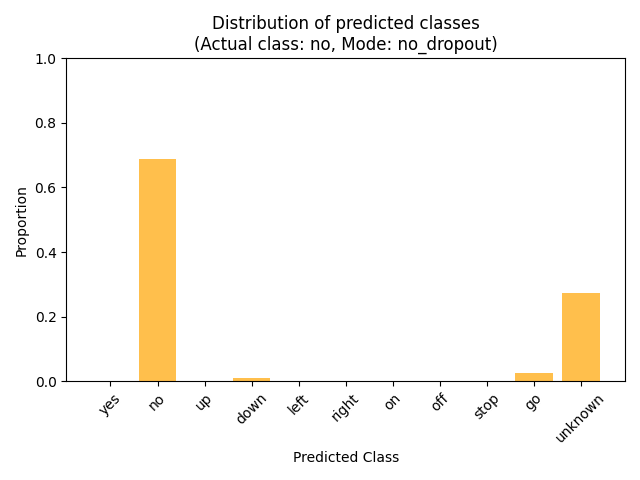 Distribution of predicted classes
(Actual class: no, Mode: no_dropout)
1.0
0.8
0.6
0.4
0.2
0.0
Proportion
yes
no
up
down
left
right
on
off
stop
go
unknown
Predicted Class